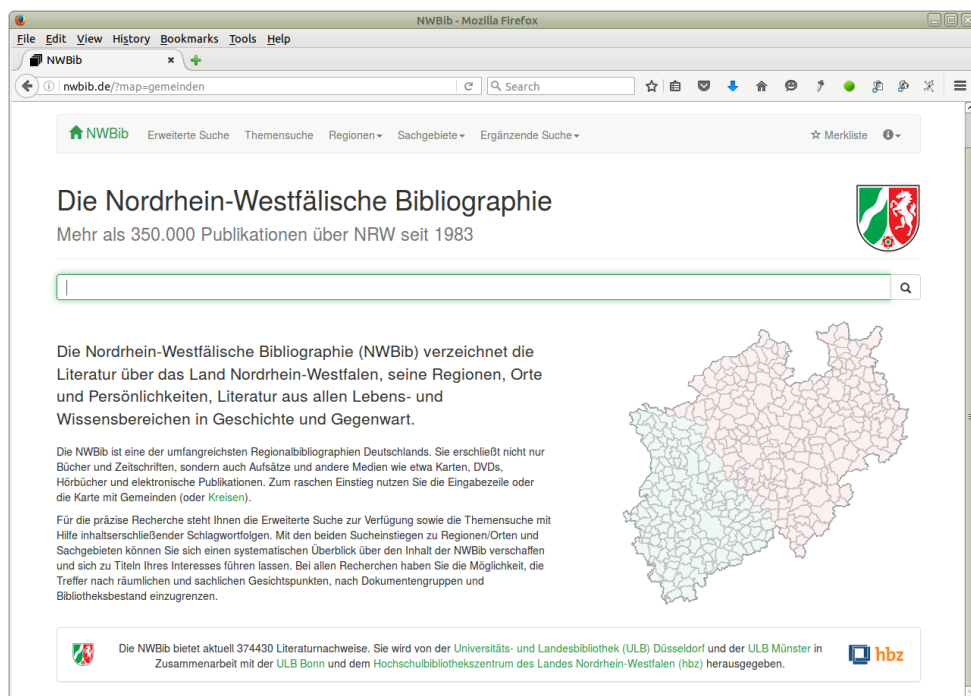 NWBib - Mozilla Firefox
File Edit View History Bookmarks Tools Help
NWBib
nwbib.de/?map=gemeinden
Search
NWBib Erweiterte Suche Themensuche Regionen Sachgebiete Ergänzende Suche Merkliste
Die Nordrhein-Westfälische Bibliographie
Mehr als 350.000 Publikationen über NRW seit 1983
Die Nordrhein-Westfälische Bibliographie (NWBib) verzeichnet die
Literatur über das Land Nordrhein-Westfalen, seine Regionen, Orte
und Persönlichkeiten, Literatur aus allen Lebens- und
Wissensbereichen in Geschichte und Gegenwart.
Die NWBib ist eine der umfangreichsten Regionalbibliographien Deutschlands. Sie erschließt nicht nur
Bücher und Zeitschriften, sondern auch Aufsätze und andere Medien wie etwa Karten, DVDs,
Hörbücher und elektronische Publikationen. Zum raschen Einstieg nutzen Sie die Eingabezeile oder
die Karte mit Gemeinden (oder Kreisen).
Für die präzise Recherche steht Ihnen die Erweiterte Suche zur Verfügung sowie die Themensuche mit
Hilfe inhaltserschließender Schlagwortfolgen. Mit den beiden Sucheinstiegen zu Regionen/Orten und
Sachgebieten können Sie sich einen systematischen Überblick über den Inhalt der NWBib verschaffen
und sich zu Titeln Ihres Interesses führen lassen. Bei allen Recherchen haben Sie die Möglichkeit, die
Treffer nach räumlichen und sachlichen Gesichtspunkten, nach Dokumentengruppen und
Bibliotheksbestand einzugrenzen.
Die NWBib bietet aktuell 374430 Literaturnachweise. Sie wird von der Universitäts- und Landesbibliothek (ULB) Düsseldorf und der ULB Münster in
Zusammenarbeit mit der ULB Bonn und dem Hochschulbibliothekszentrum des Landes Nordrhein-Westfalen (hbz) herausgegeben.
hbz